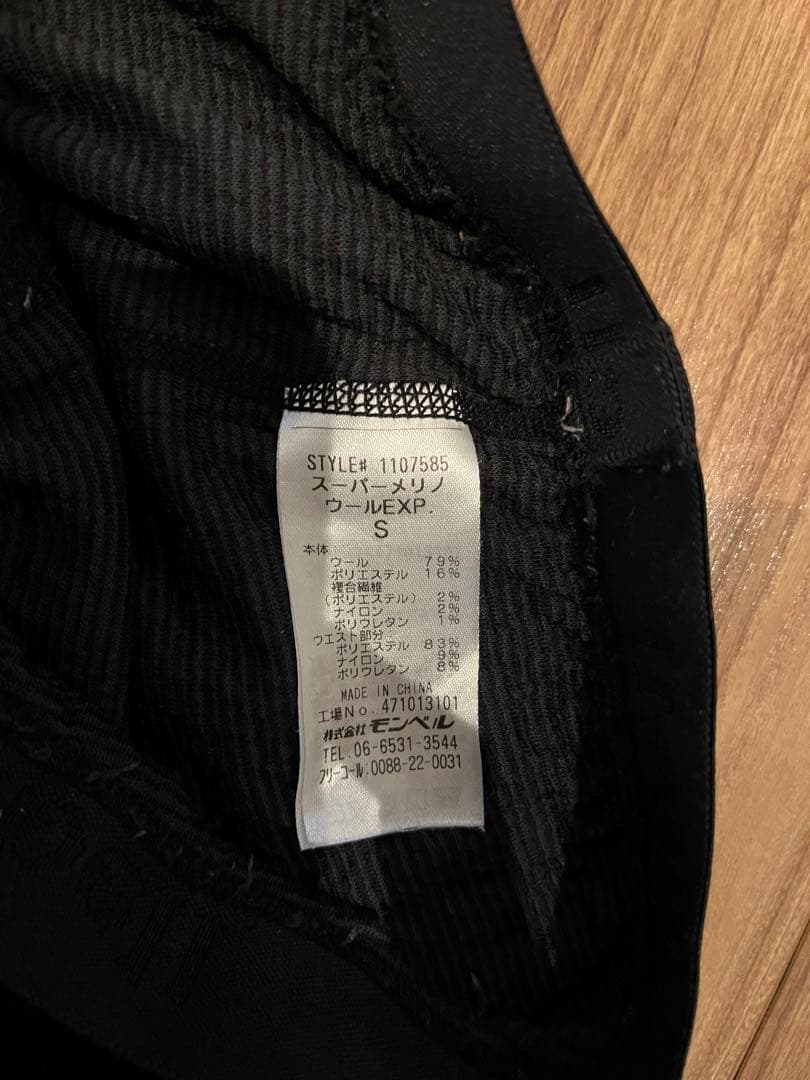 STYLE# 1107585
スーパーメリノ
ウールEXP.
S
本体
ウール 79%
ポリエステル 16%
複合繊維
(ポリエステル) 2%
ナイロン 2%
ポリウレタン 1%
ウエスト部分:
ポリエステル 83%
ナイロン 9%
ポリウレタン 8%
MADE IN CHINA
工場No. 471013101
株式会社モンベル
TEL.06-6531-3544
フリーコール:0088-22-0031